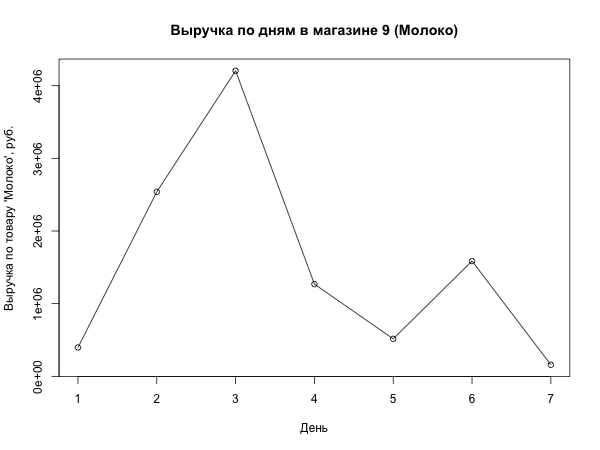 Выручка по дням в магазине 9 (Молоко)
Выручка по товару 'Молоко', руб.
4e+06
3e+06
2e+06
1e+06
0e+00
1 2 3 4 5 6 7
День